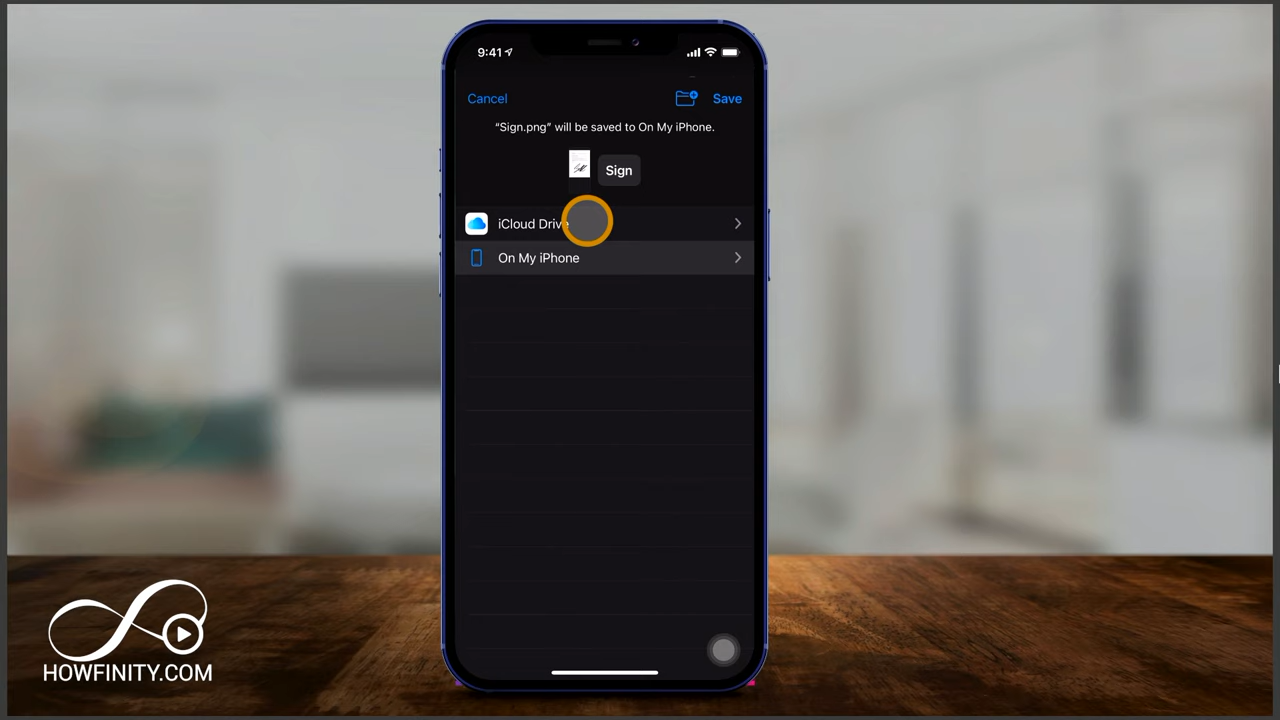 9:41
Cancel
Save
“Sign.png” will be saved to On My iPhone.
Sign
iCloud Drive
On My iPhone
HOWFINITY.COM